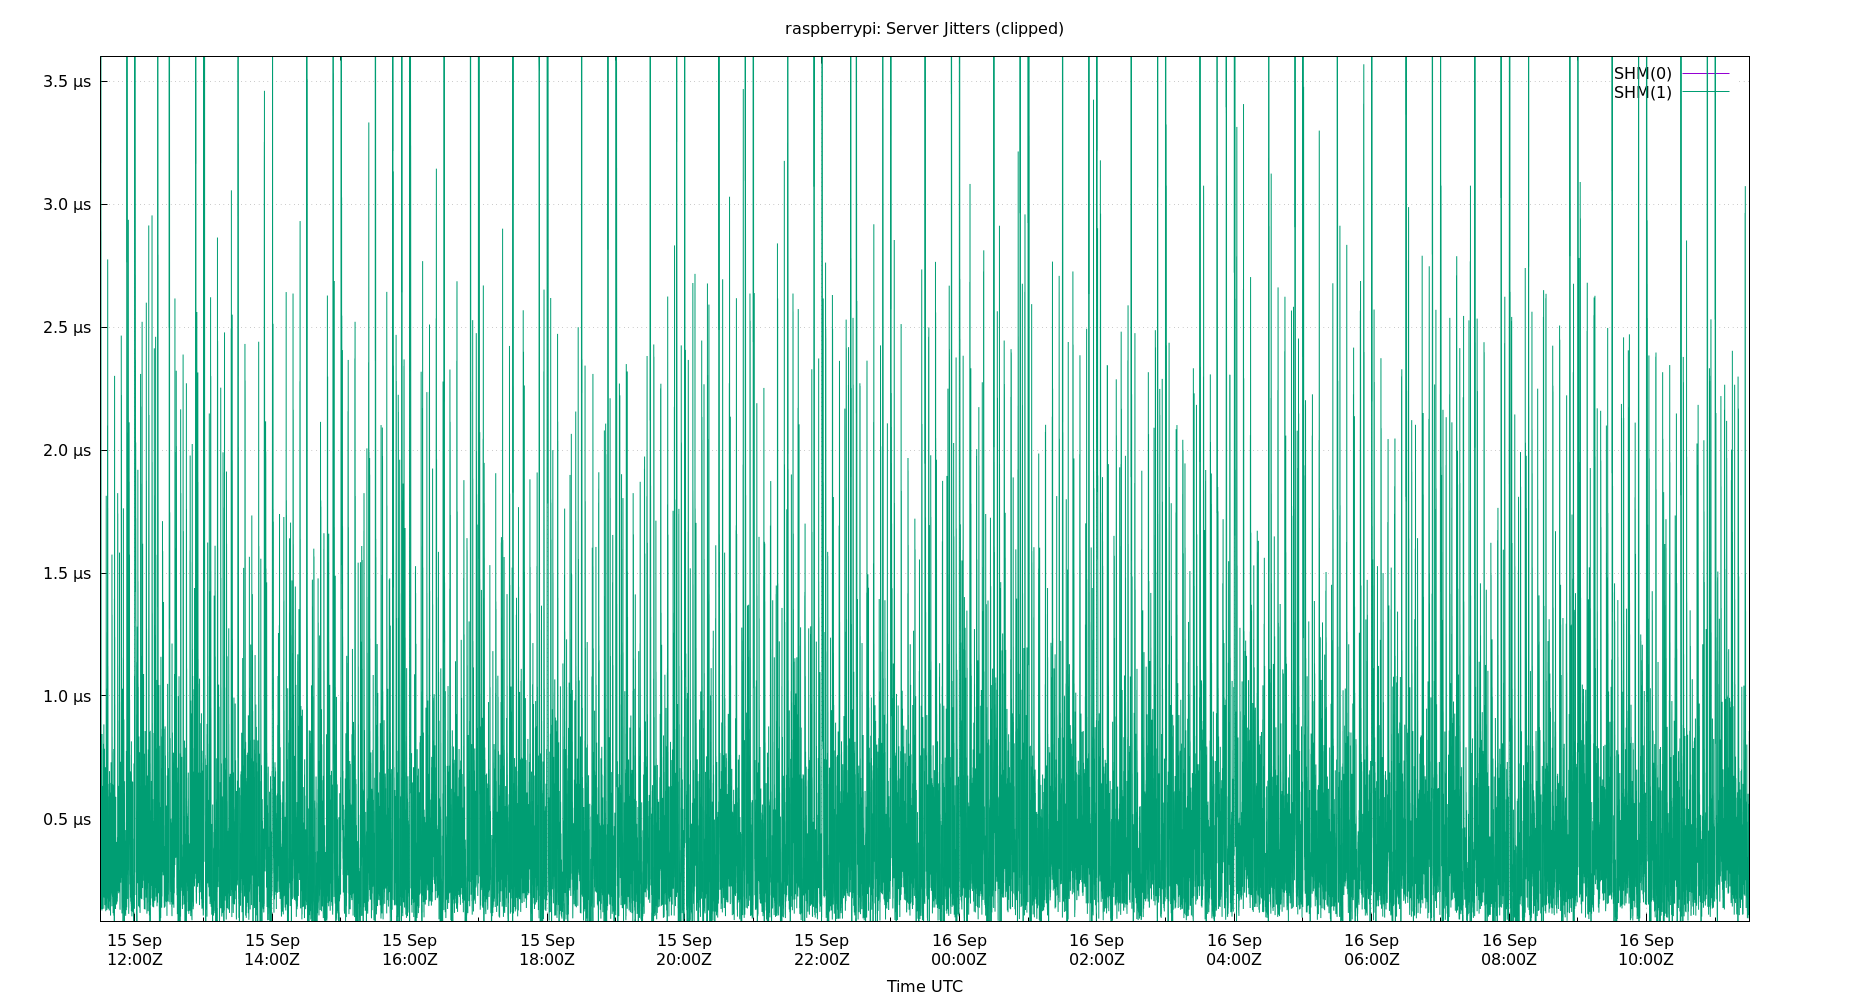 raspberrypi: Server Jitters (clipped)
SHM(0)
SHM(1)
3.5 µs
3.0 µs
2.5 µs
2.0 µs
1.5 µs
1.0 µs
0.5 µs
15 Sep 15 Sep 15 Sep 15 Sep 15 Sep 15 Sep 16 Sep 16 Sep 16 Sep 16 Sep 16 Sep 16 Sep
12:00Z 14:00Z 16:00Z 18:00Z 20:00Z 22:00Z 00:00Z 02:00Z 04:00Z 06:00Z 08:00Z 10:00Z
Time UTC